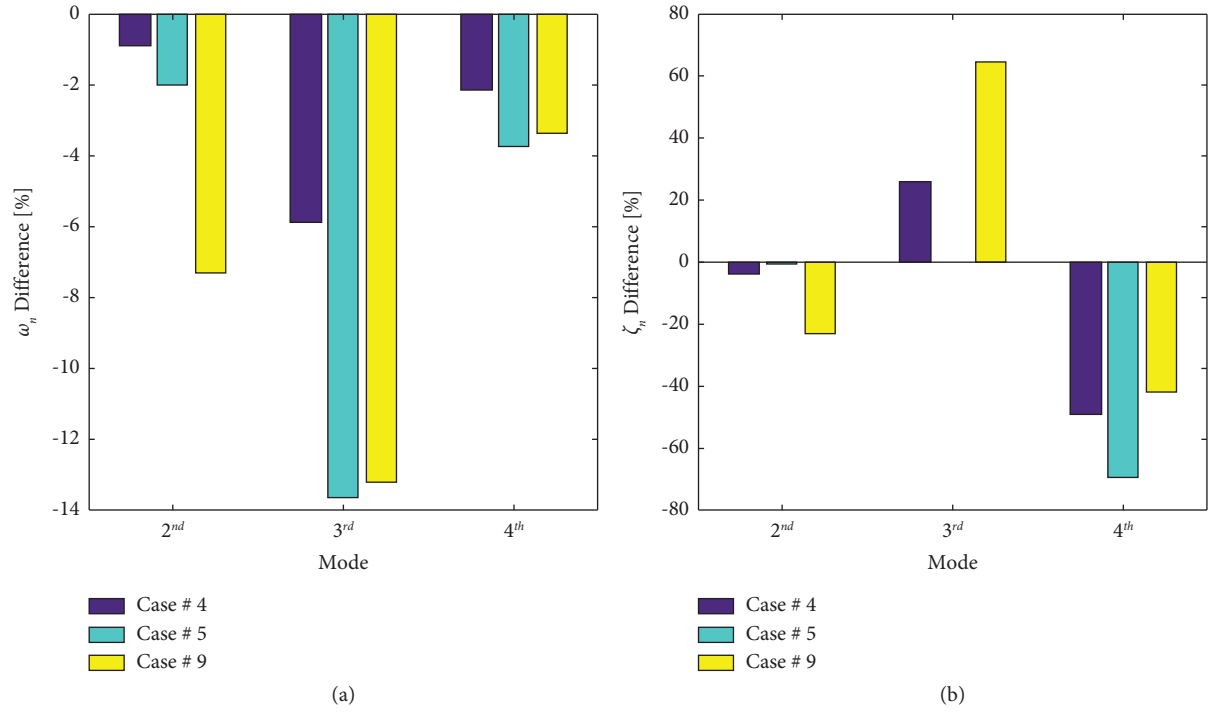 0
-2
-4
-6
-8
-10
-12
-14
ω_n Difference [%]
2nd 3rd 4th
Mode
Case # 4
Case # 5
Case # 9
(a)
80
60
40
20
0
-20
-40
-60
-80
ζ_n Difference [%]
2nd 3rd 4th
Mode
Case # 4
Case # 5
Case # 9
(b)